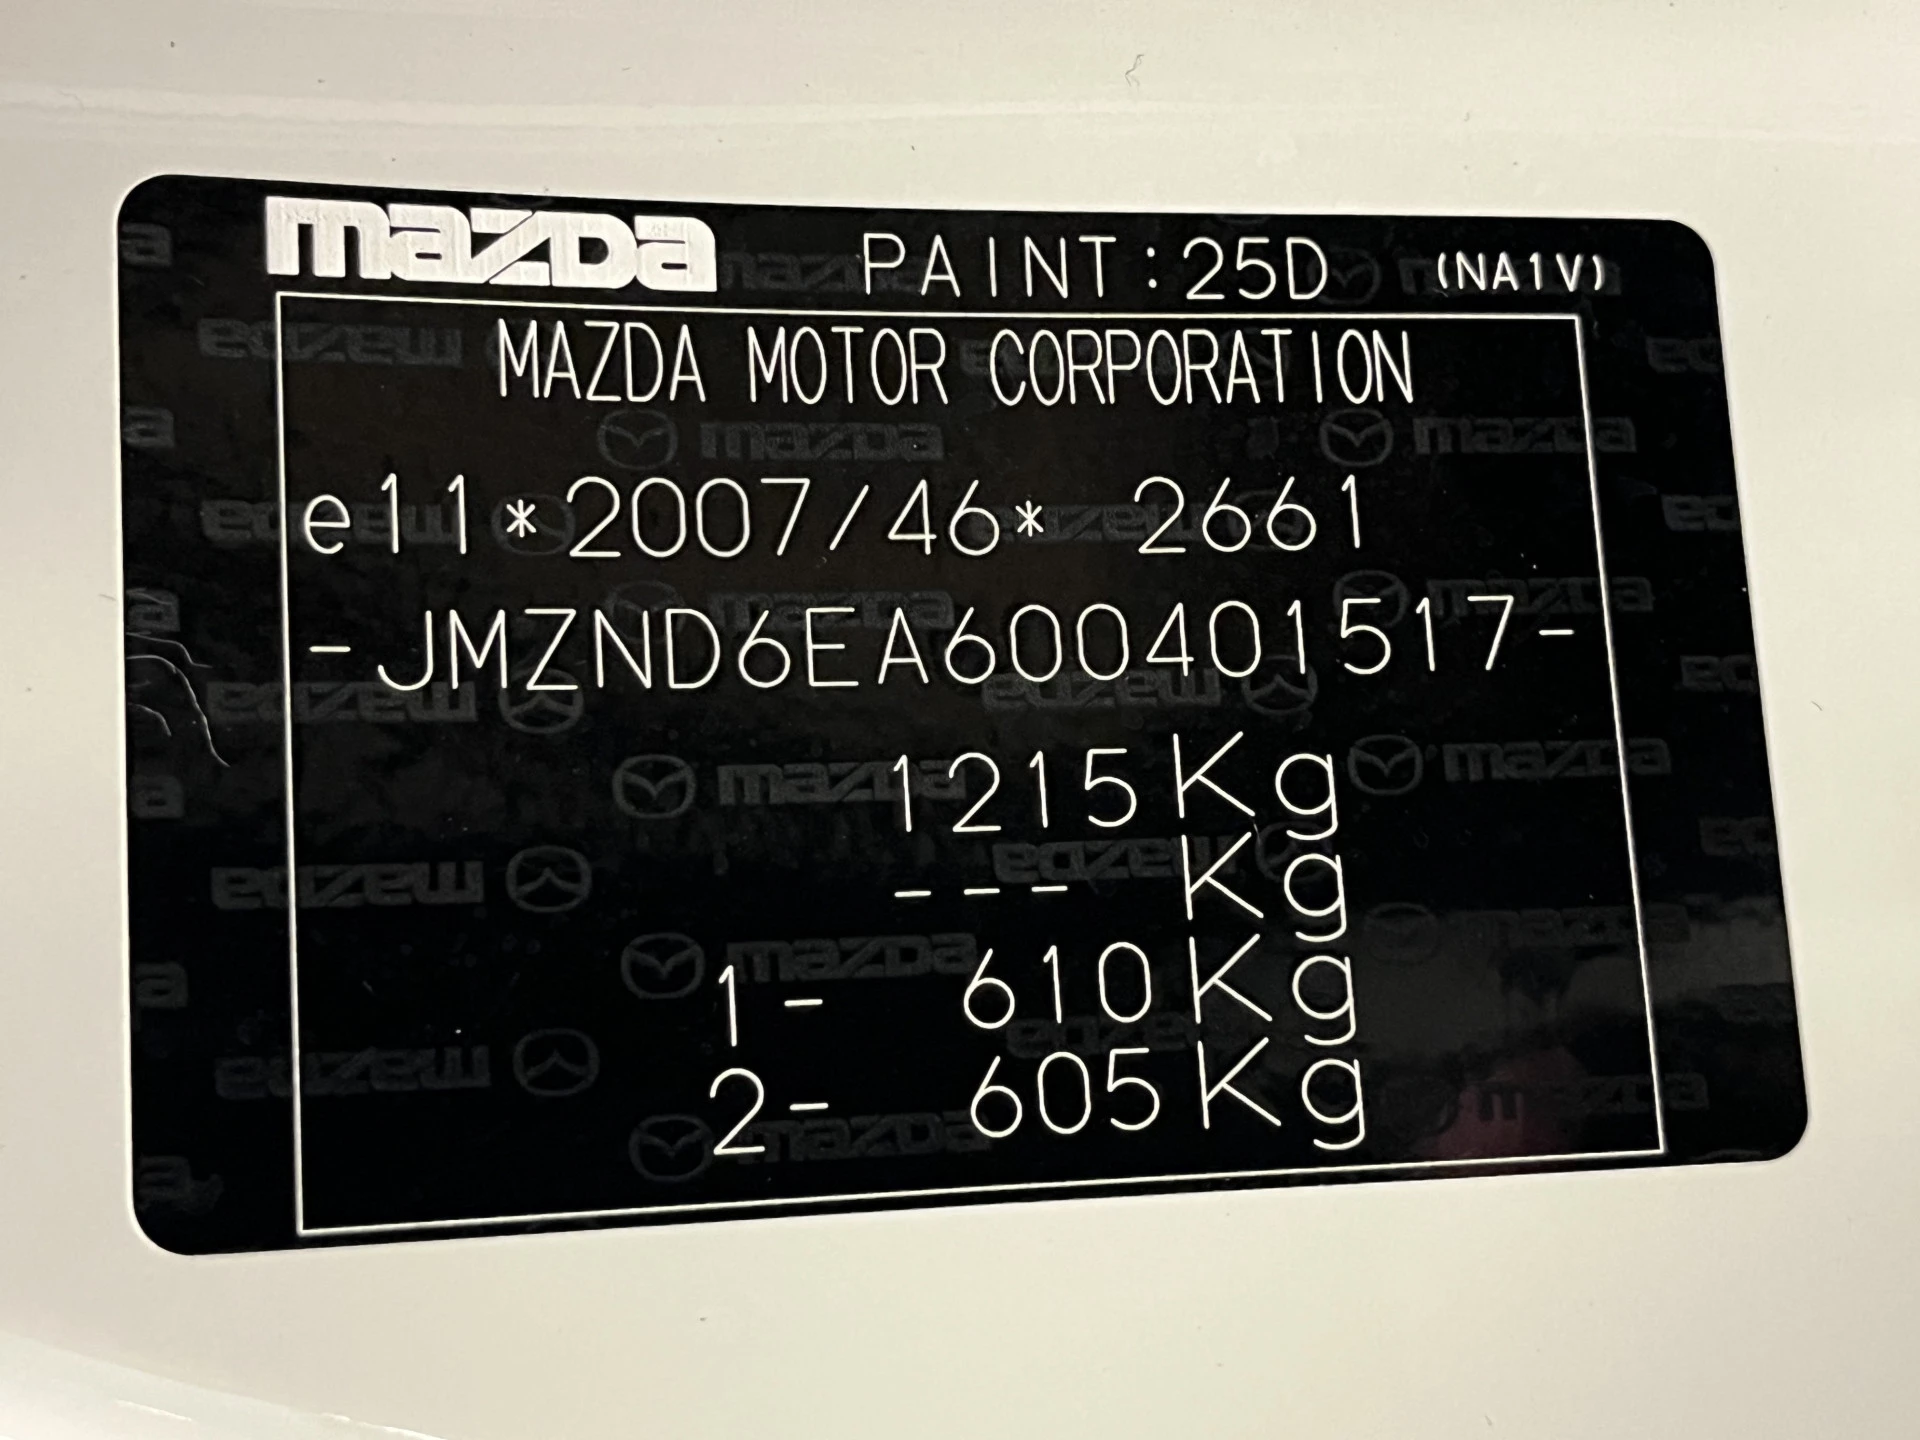 mazda PAINT:25D (NA1V)
MAZDA MOTOR CORPORATION
e11*2007/46* 2661
-JMZND6EA600401517-
1215Kg
---Kg
1- 610Kg
2- 605Kg